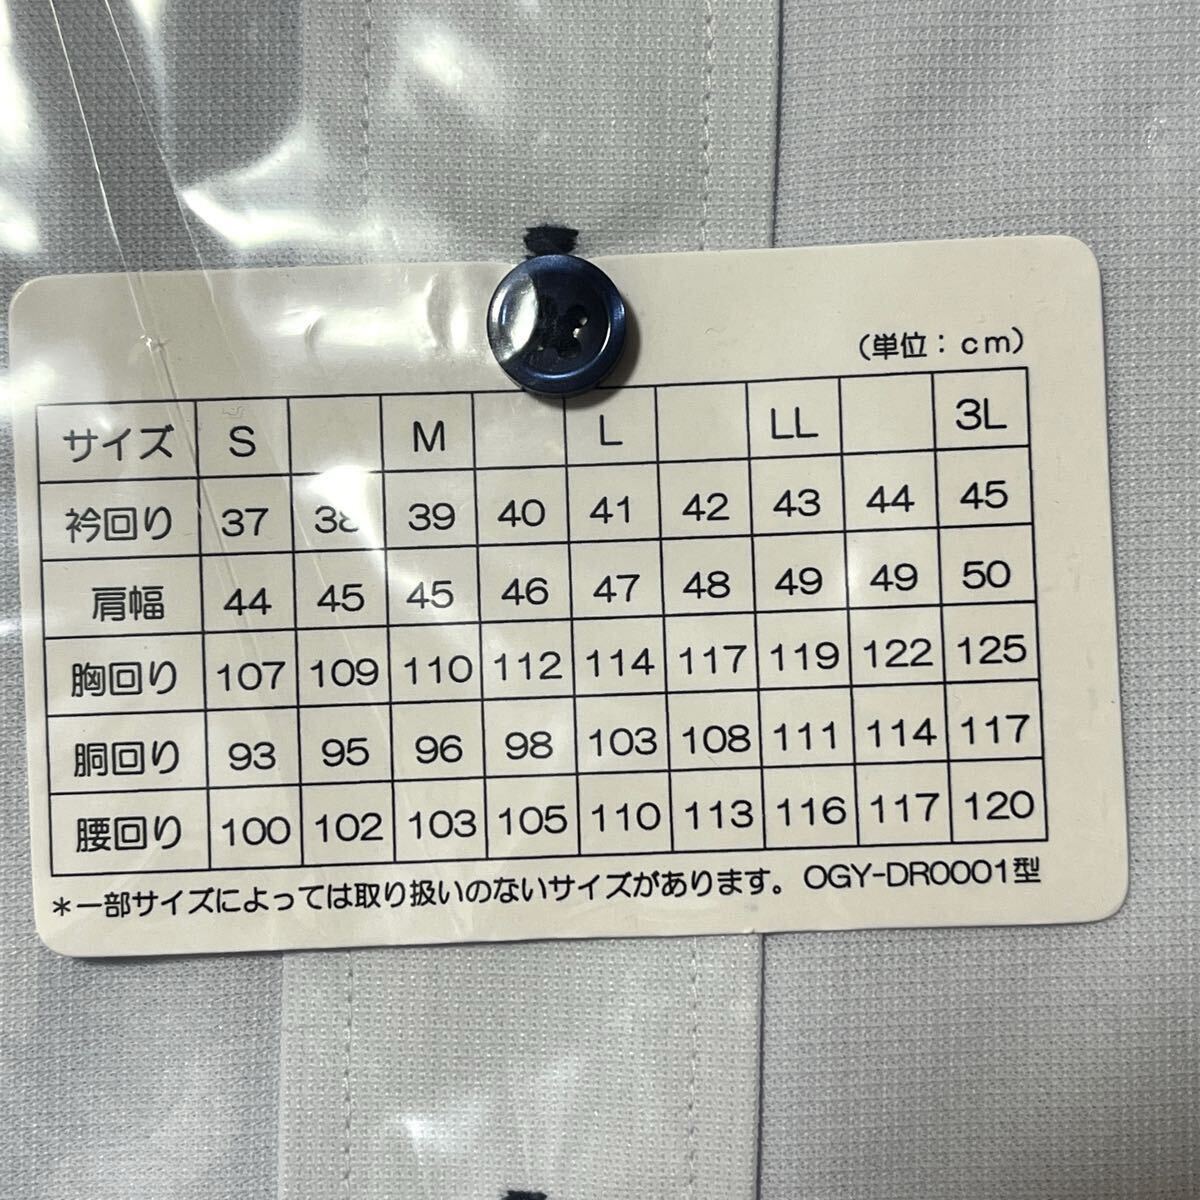 (単位：cm)
サイズ S M L LL 3L
衿回り 37 38 39 40 41 42 43 44 45
肩幅 44 45 45 46 47 48 49 49 50
胸回り 107 109 110 112 114 117 119 122 125
胴回り 93 95 96 98 103 108 111 114 117
腰回り 100 102 103 105 110 113 116 117 120
*一部サイズによっては取り扱いのないサイズがあります。OGY-DR0001型